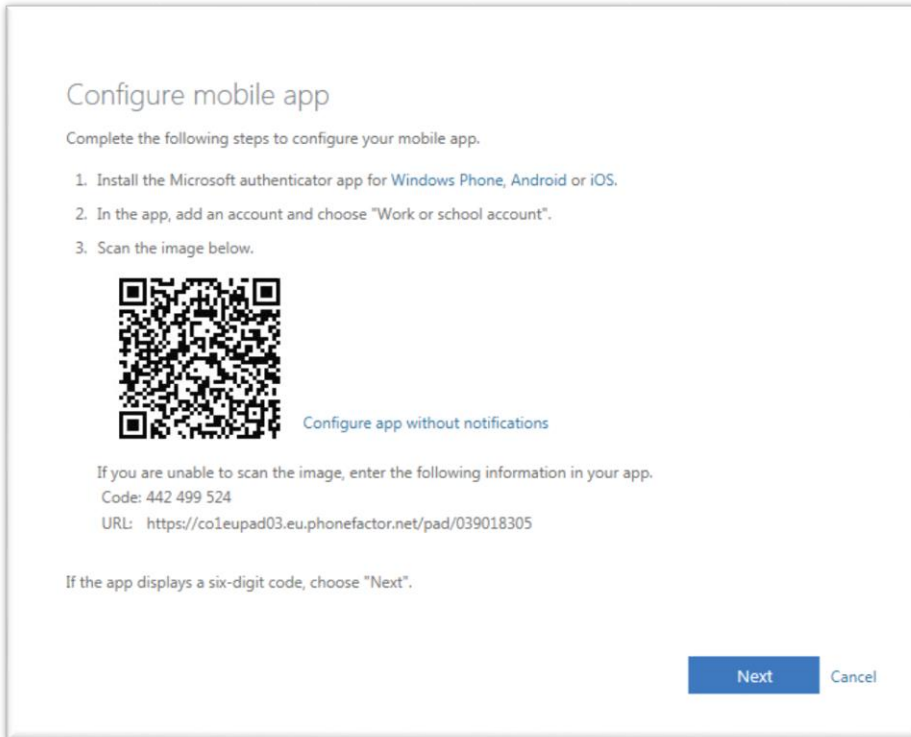 Configure mobile app
Complete the following steps to configure your mobile app.
1. Install the Microsoft authenticator app for Windows Phone, Android or iOS.
2. In the app, add an account and choose "Work or school account".
3. Scan the image below.
Configure app without notifications
If you are unable to scan the image, enter the following information in your app.
Code: 442 499 524
URL: https://co1eupad03.eu.phonefactor.net/pad/039018305
If the app displays a six-digit code, choose "Next".
Next Cancel